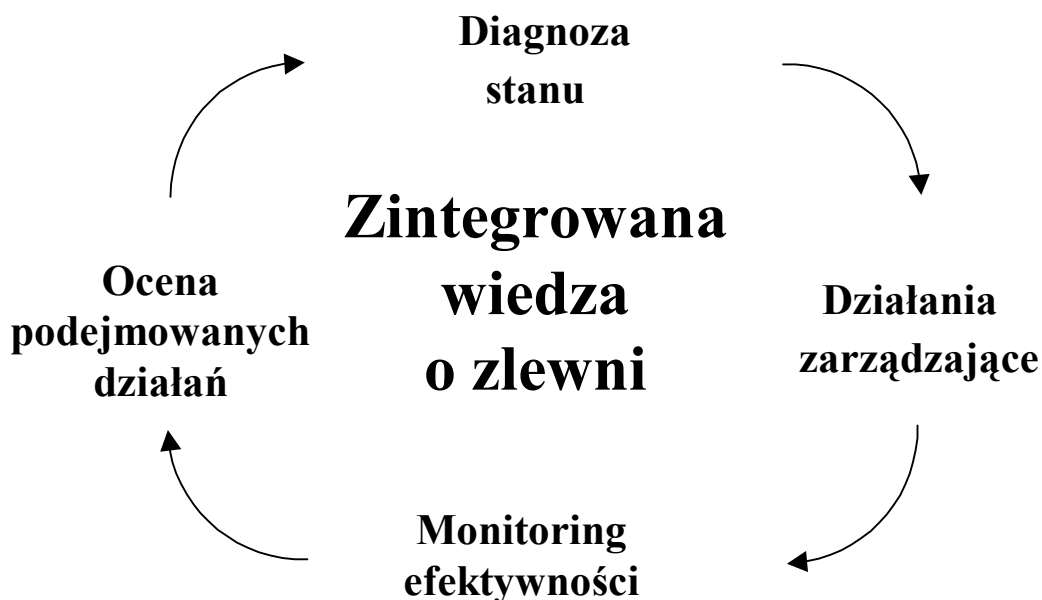 Diagnoza
stanu
Zintegrowana
wiedza
o zlewni
Ocena
podejmowanych
działań
Działania
zarządzające
Monitoring
efektywności